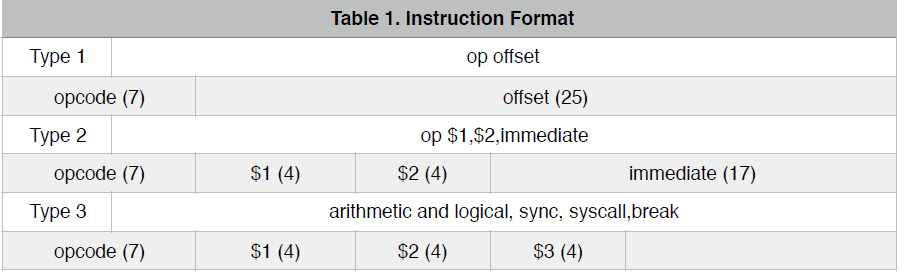 Table 1. Instruction Format
Type 1 op offset
opcode (7) offset (25)
Type 2 op $1,$2,immediate
opcode (7) $1 (4) $2 (4) immediate (17)
Type 3 arithmetic and logical, sync, syscall,break
opcode (7) $1 (4) $2 (4) $3 (4)